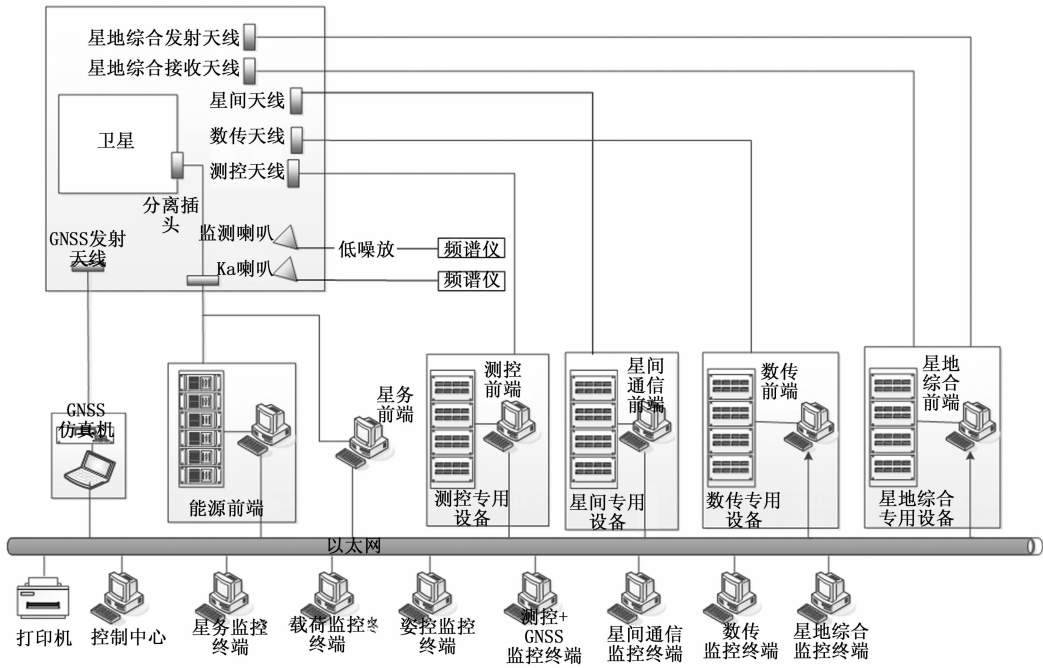 星地综合发射天线
星地综合接收天线
星间天线
卫星
数传天线
测控天线
分离插
头
监测喇叭
低噪放
频谱仪
GNSS发射
天线
Ka喇叭
频谱仪
GNSS
仿真机
能源前端
星务
前端
测控
前端
测控专用
设备
星间
通信
前端
星间专用
设备
数传
前端
数传专用
设备
星地
综合
前端
星地综合
专用设备
以太网
打印机
控制中心
星务监控
终端
载荷监控终
终端
姿控监控
终端
测控+
GNSS
监控终端
星间通信
监控终端
数传
监控终端
星地综合
监控终端